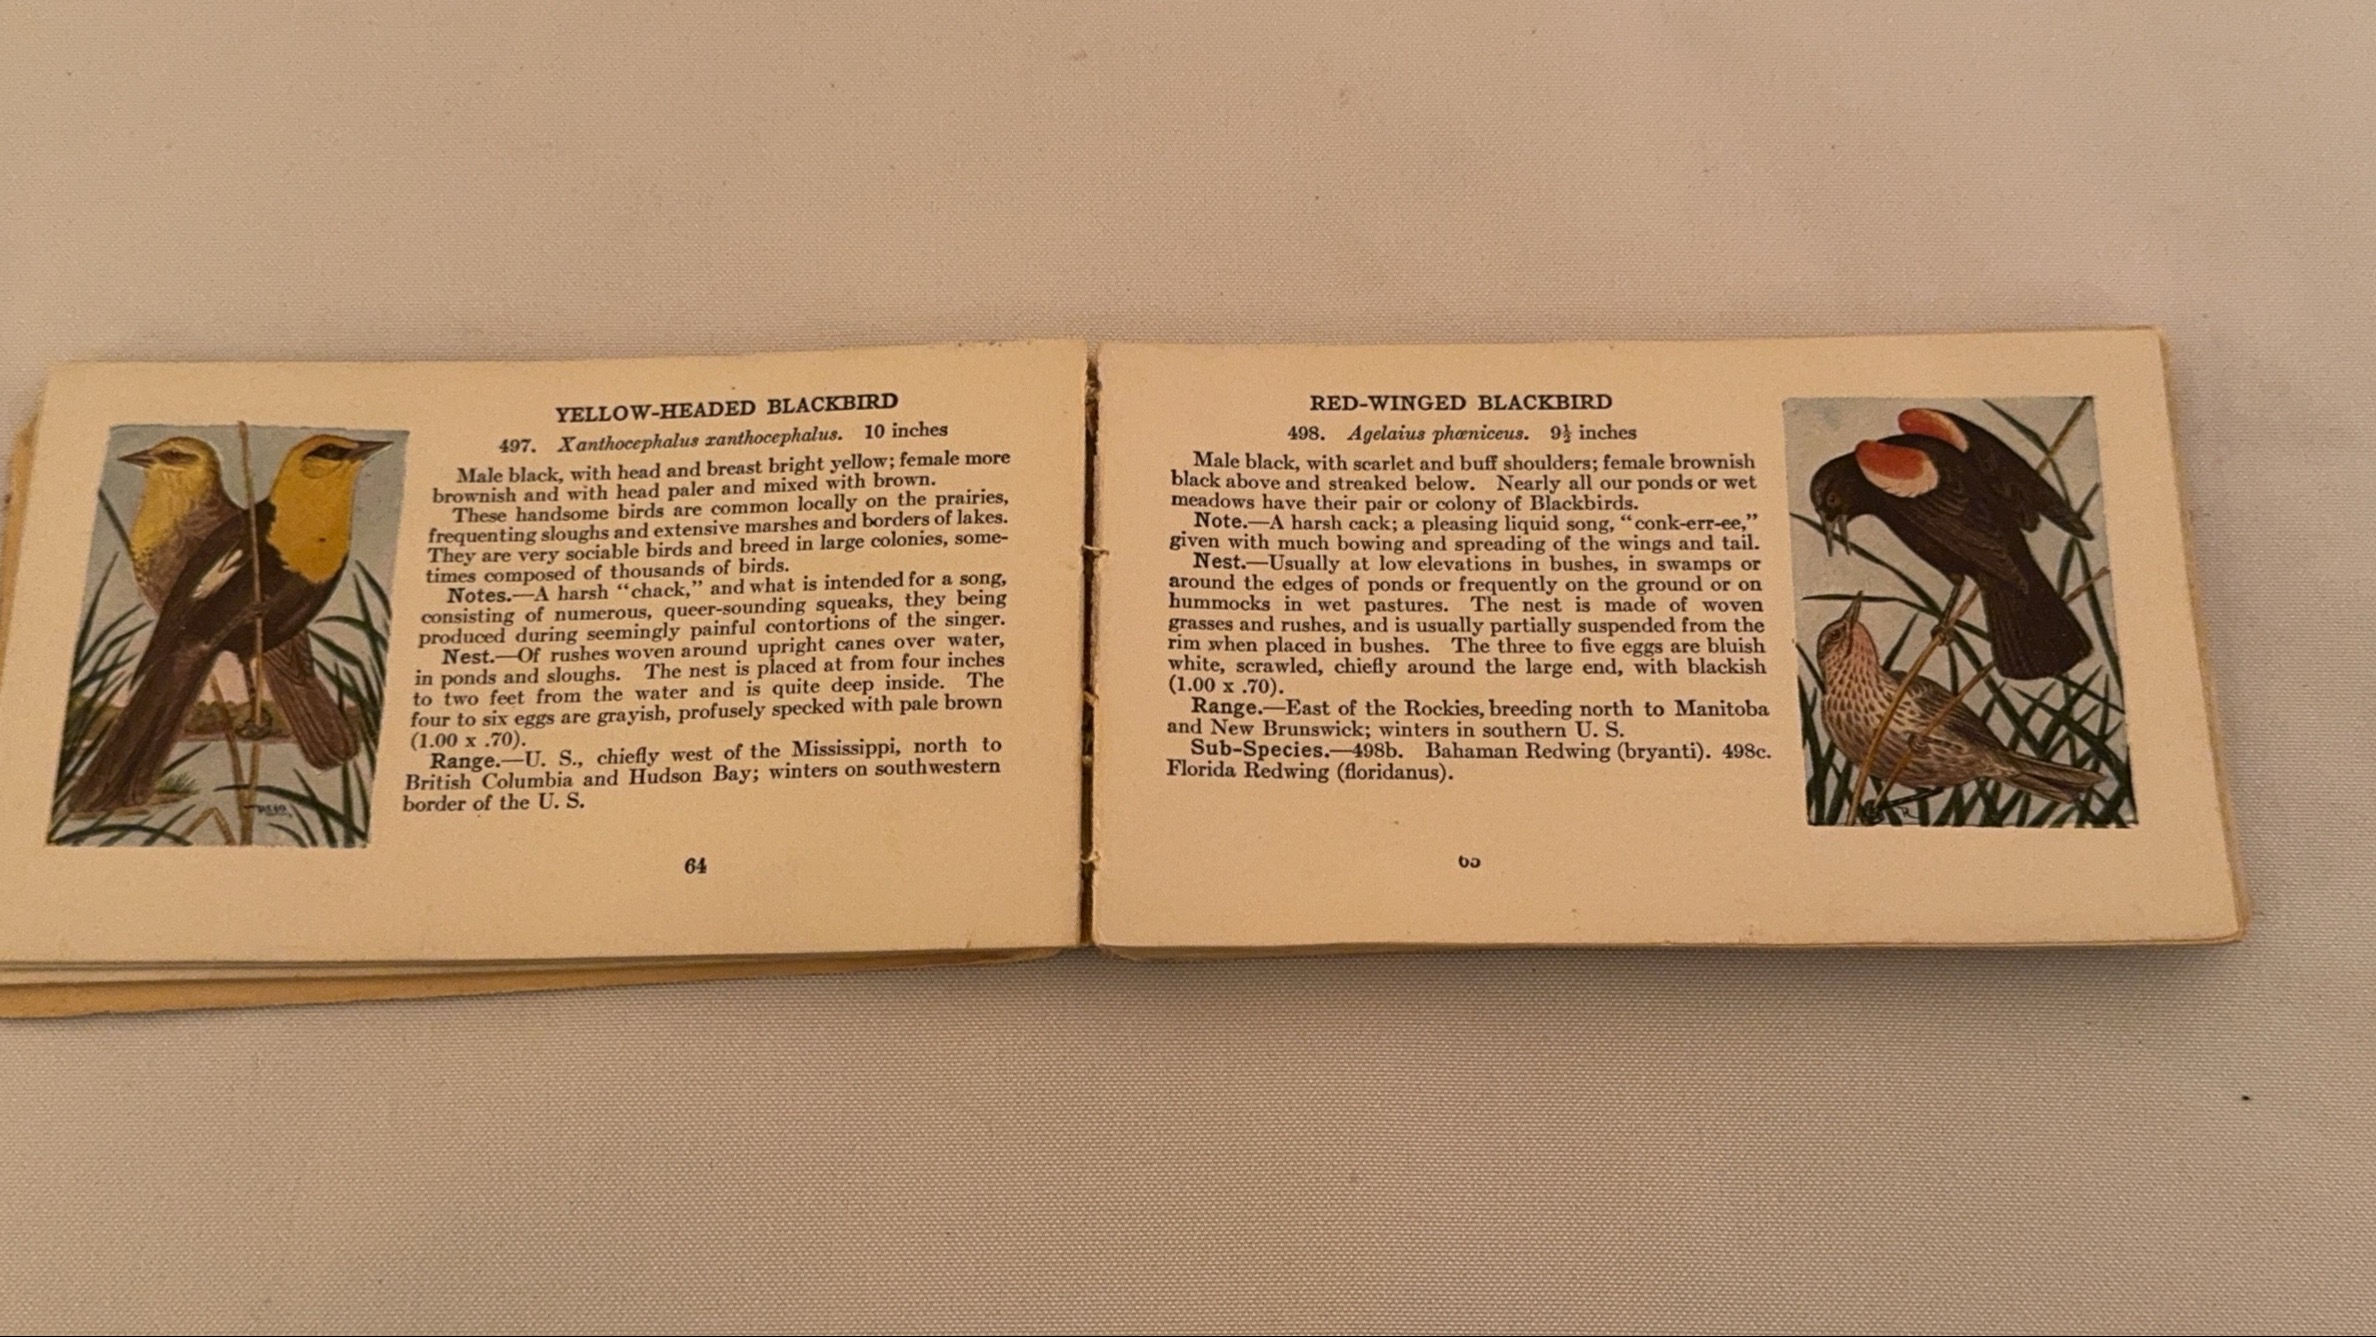 YELLOW-HEADED BLACKBIRD
497. Xanthocephalus xanthocephalus. 10 inches
Male black, with head and breast bright yellow; female more
brownish and with head paler and mixed with brown.
These handsome birds are common locally on the prairies,
frequenting sloughs and extensive marshes and borders of lakes.
They are very sociable birds and breed in large colonies, some-
times composed of thousands of birds.
Notes.—A harsh "chack," and what is intended for a song,
consisting of numerous, queer-sounding squeaks, they being
produced during seemingly painful contortions of the singer.
Nest.—Of rushes woven around upright canes over water,
in ponds and sloughs. The nest is placed at from four inches
to two feet from the water and is quite deep inside. The
four to six eggs are grayish, profusely specked with pale brown
(1.00 x .70).
Range.—U. S., chiefly west of the Mississippi, north to
British Columbia and Hudson Bay; winters on southwestern
border of the U. S.
64
RED-WINGED BLACKBIRD
498. Agelaius phœniceus. 9½ inches
Male black, with scarlet and buff shoulders; female brownish
black above and streaked below. Nearly all our ponds or wet
meadows have their pair or colony of Blackbirds.
Note.—A harsh cack; a pleasing liquid song, "conk-err-ee,"
given with much bowing and spreading of the wings and tail.
Nest.—Usually at low elevations in bushes, in swamps or
around the edges of ponds or frequently on the ground or on
hummocks in wet pastures. The nest is made of woven
grasses and rushes, and is usually partially suspended from the
rim when placed in bushes. The three to five eggs are bluish
white, scrawled, chiefly around the large end, with blackish
(1.00 x .70).
Range.—East of the Rockies, breeding north to Manitoba
and New Brunswick; winters in southern U. S.
Sub-Species.—498b. Bahaman Redwing (bryanti). 498c.
Florida Redwing (floridanus).
65